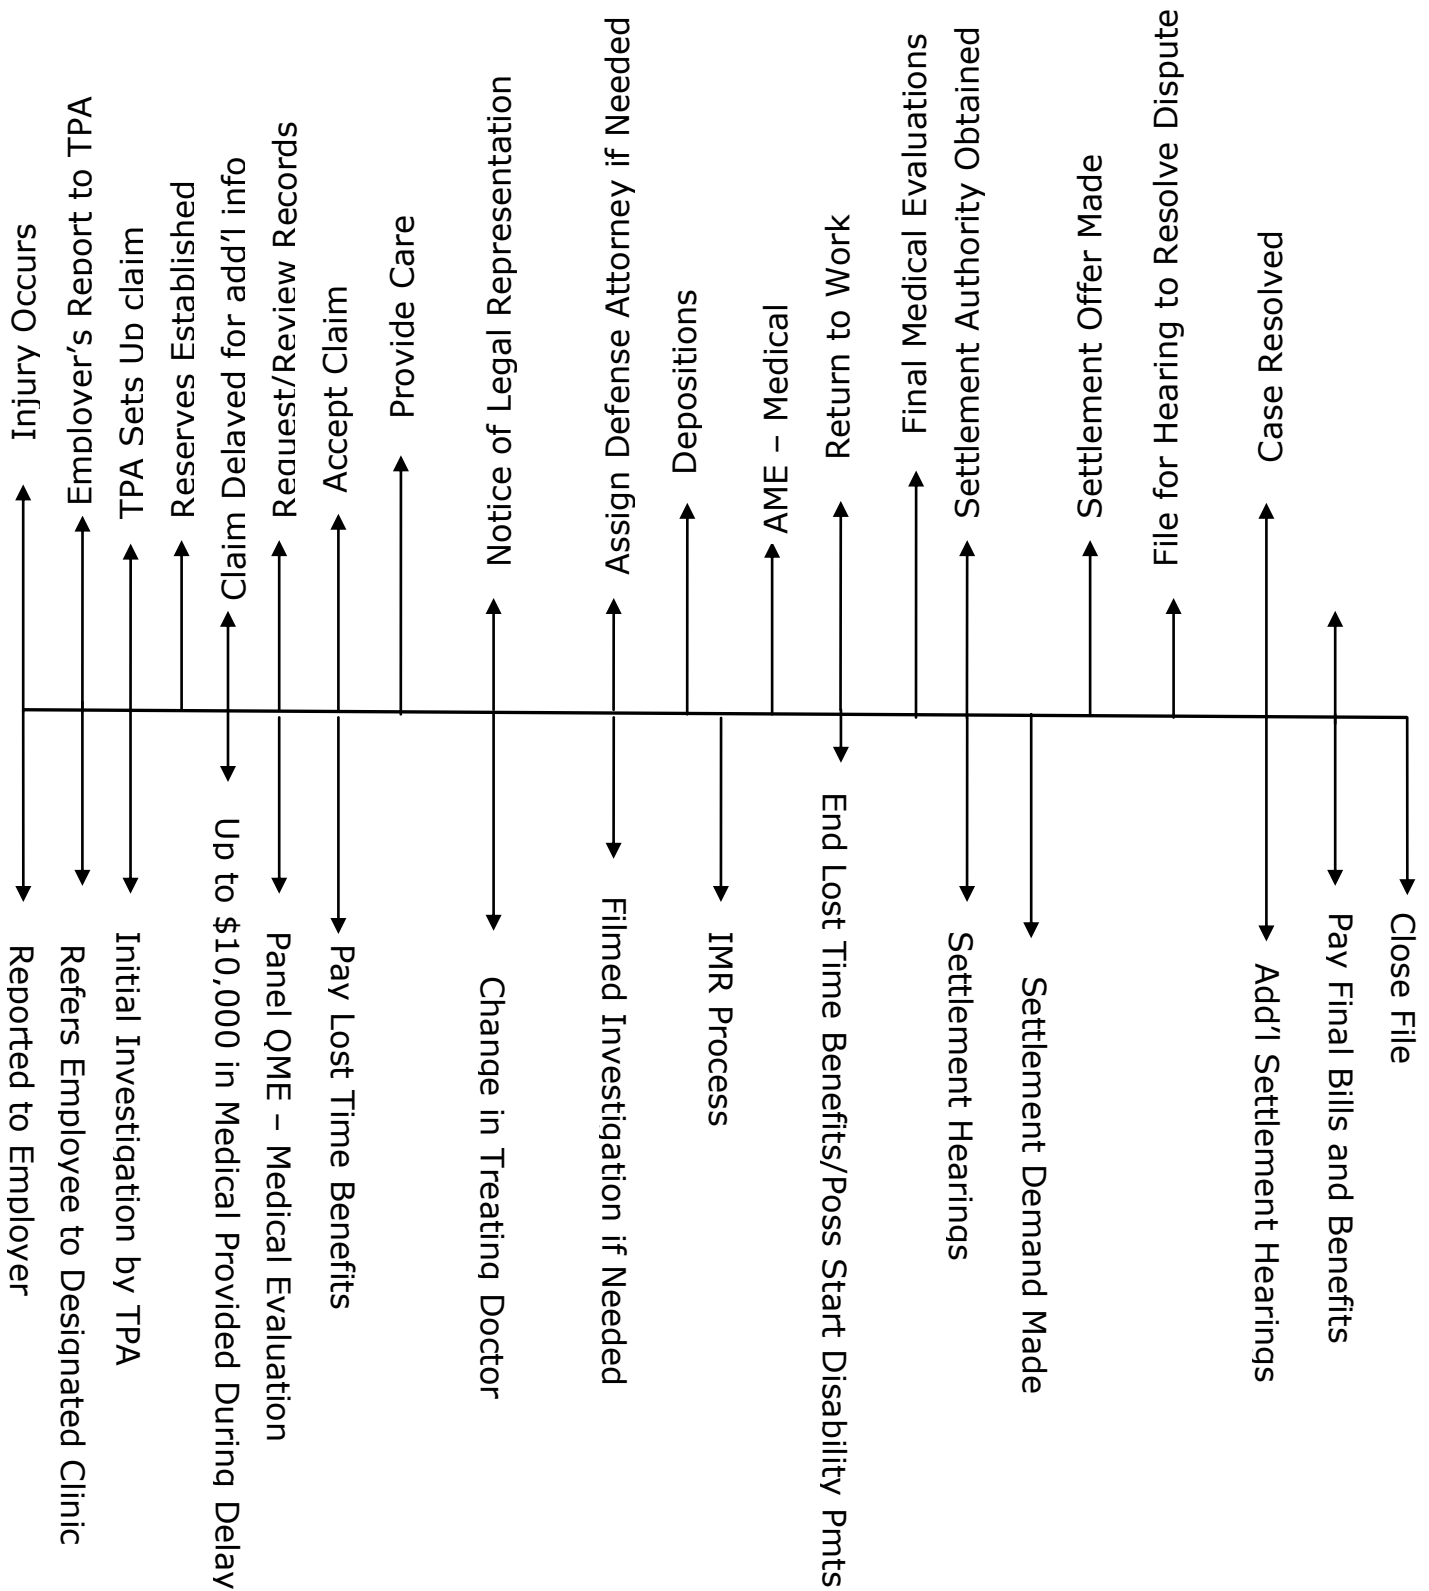 Injury Occurs
Employer's Report to TPA
TPA Sets Up claim
Reserves Established
Claim Delayed for add'l info
Request/Review Records
Accept Claim
Provide Care
Notice of Legal Representation
Assign Defense Attorney if Needed
Depositions
AME – Medical
Return to Work
Final Medical Evaluations
Settlement Authority Obtained
Settlement Offer Made
File for Hearing to Resolve Dispute
Case Resolved
Reported to Employer
Refers Employee to Designated Clinic
Initial Investigation by TPA
Up to $10,000 in Medical Provided During Delay
Panel QME – Medical Evaluation
Pay Lost Time Benefits
Change in Treating Doctor
Filmed Investigation if Needed
IMR Process
End Lost Time Benefits/Poss Start Disability Pmts
Settlement Hearings
Settlement Demand Made
Add'l Settlement Hearings
Pay Final Bills and Benefits
Close File